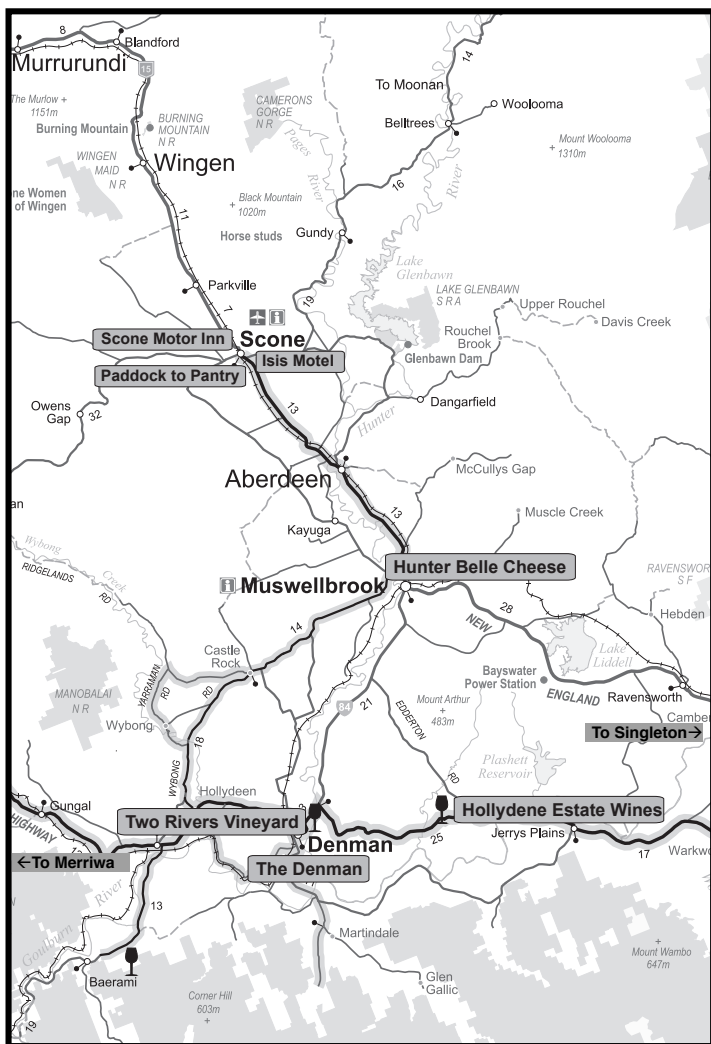 8
Blandford
Murrurundi
15
14
To Moonan
The Murlow +
1151m
CAMERONS
GORGE
N R
Woolooma
Burning Mountain
BURNING
MOUNTAIN
N R
Pages
River
Belltrees
Mount Woolooma
+ 1310m
WINGEN
MAID
N R
Wingen
River
16
ne Women
of Wingen
Black Mountain
1020m
11
Horse studs
Gundy
Lake
Glenbawn
Parkville
19
LAKE GLENBAWN
S R A
Upper Rouchel
7
Davis Creek
Scone Motor Inn
Scone
Rouchel
Brook
Isis Motel
Glenbawn Dam
Paddock to Pantry
Owens
Gap
32
13
Hunter
Dangarfield
Aberdeen
McCullys Gap
an
13
Muscle Creek
Kayuga
Wybong
Creek
RIDGELANDS
RD
Hunter Belle Cheese
RAVENSWOR
S F
Muswellbrook
28
14
NEW
Hebden
Castle
Rock
Lake
Liddell
YARRAMAN
RD
RD
MANOBALAI
N R
Bayswater
Power Station
ENGLAND
Ravensworth
84
21
Mount Arthur
+
483m
EDDERTON
RD
Camber
Wybong
18
To Singleton→
WYBONG
Plashett
Reservoir
Hollydeen
Gungal
HIGHWAY
Two Rivers Vineyard
Hollydene Estate Wines
Denman
25
Jerrys Plains
←To Merriwa
The Denman
17
Warkwo
River
13
Goulburn
Martindale
Mount Wambo
647m
Baerami
Glen
Gallic
Corner Hill
603m
+
19